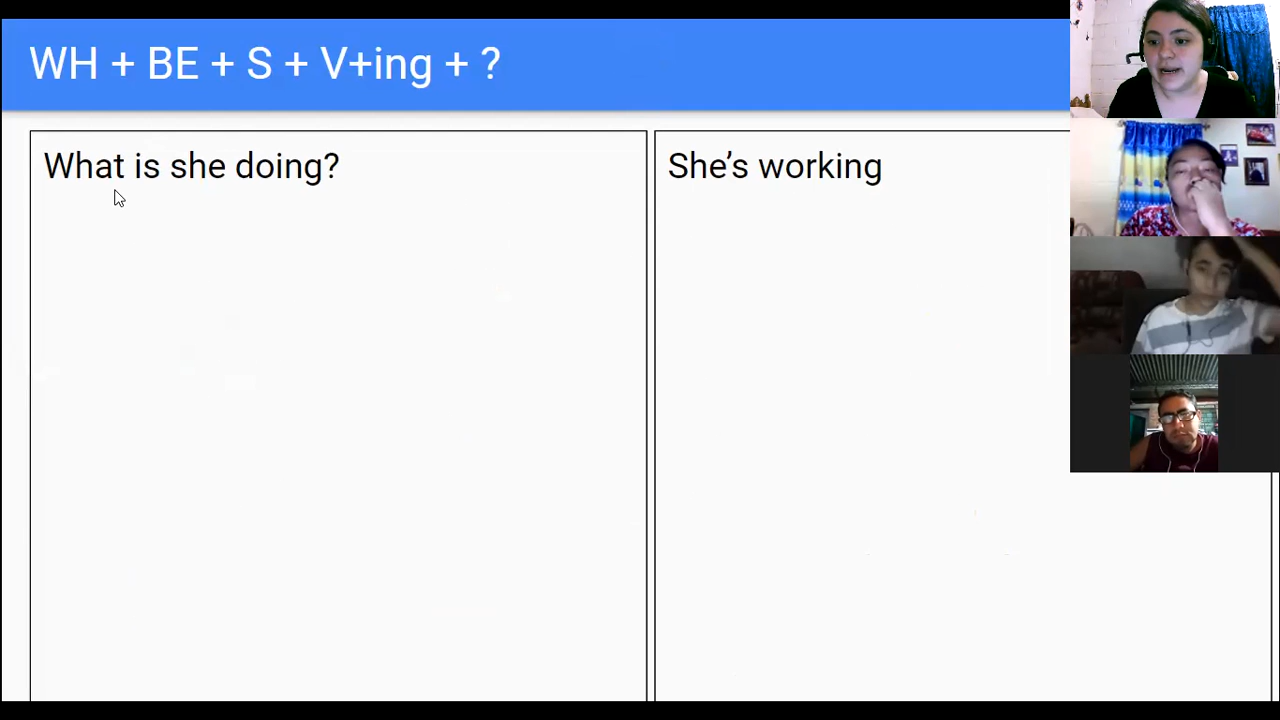 WH + BE + S + V+ing + ?
What is she doing?
She's working